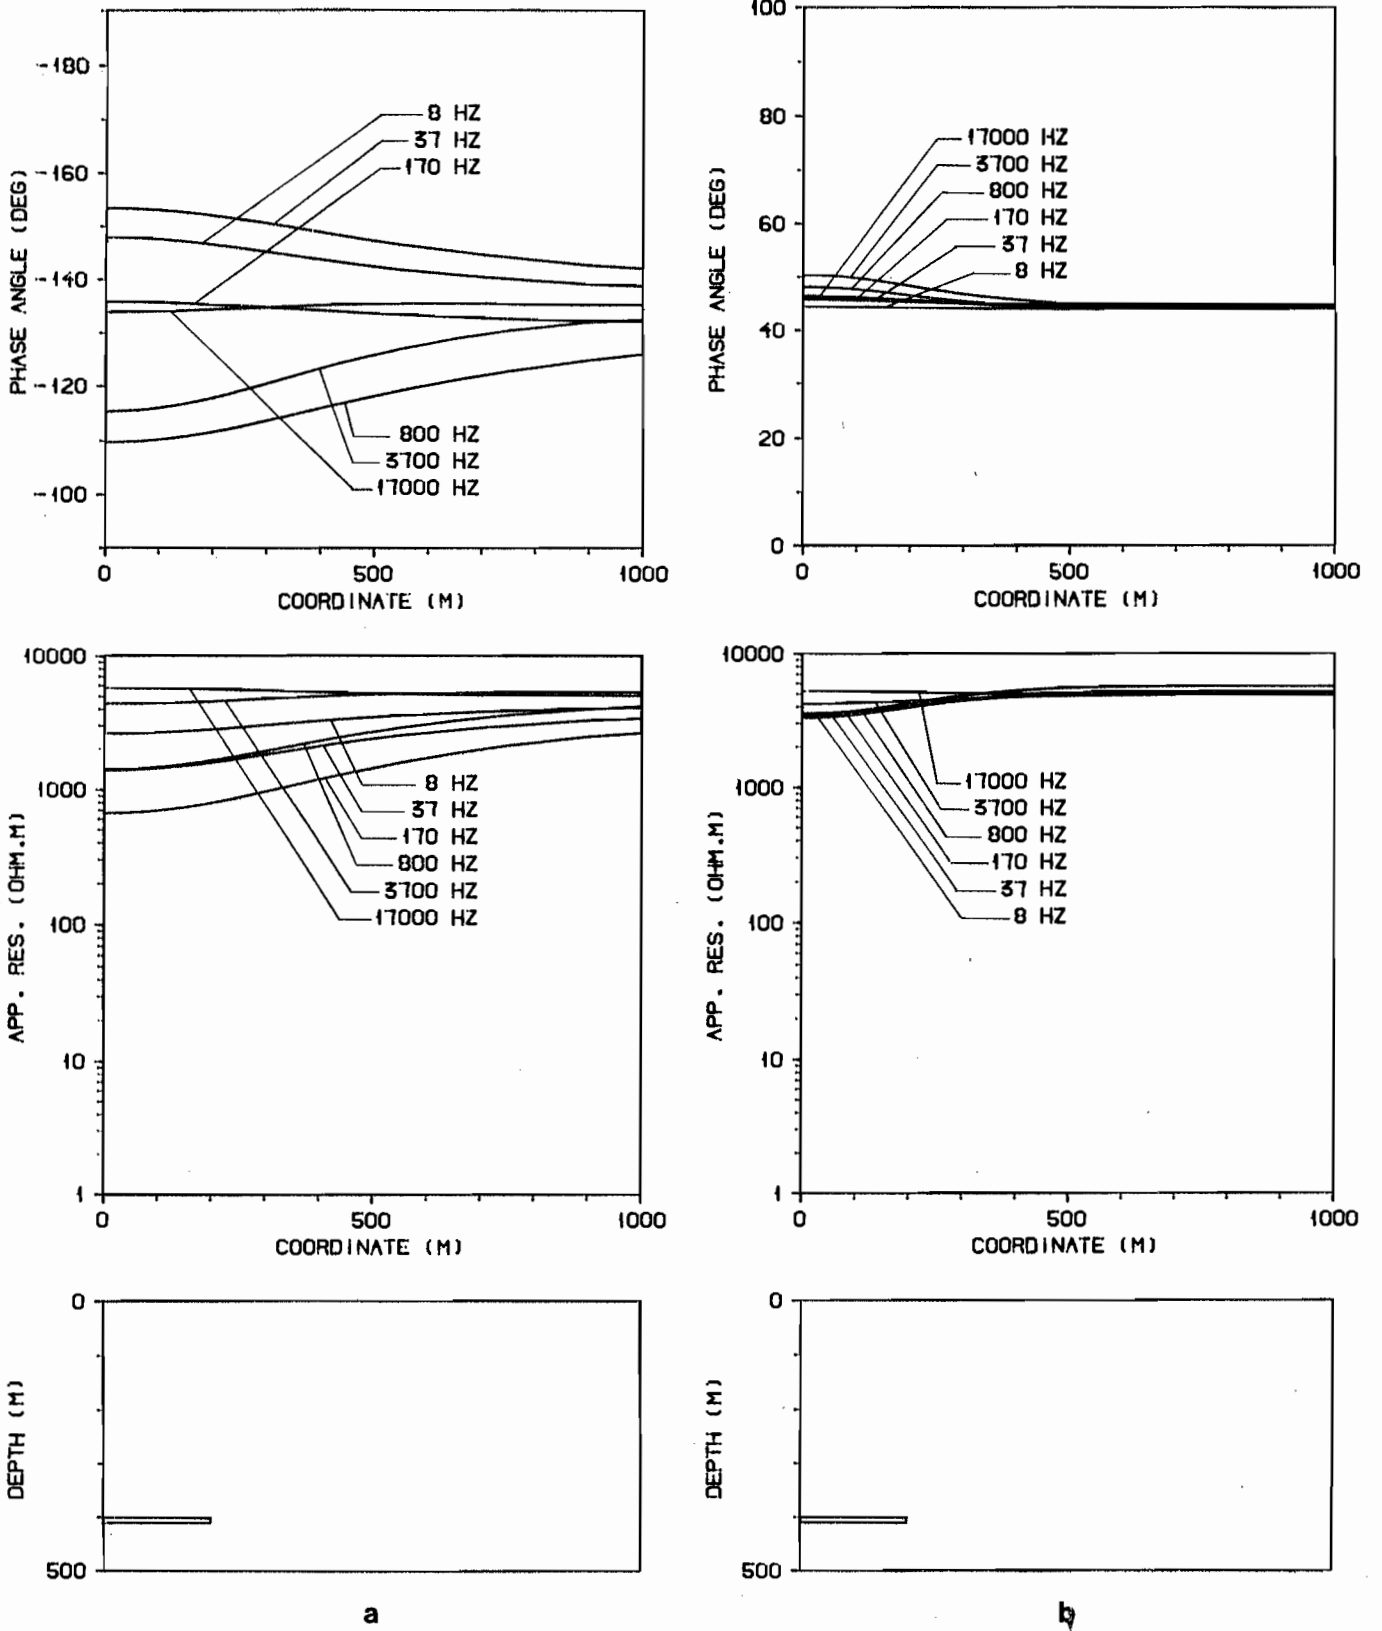 -180
-160
-140
-120
-100
PHASE ANGLE (DEG)
8 HZ
37 HZ
170 HZ
800 HZ
3700 HZ
17000 HZ
0 500 1000
COORDINATE (M)
100
80
60
40
20
0
PHASE ANGLE (DEG)
17000 HZ
3700 HZ
800 HZ
170 HZ
37 HZ
8 HZ
0 500 1000
COORDINATE (M)
10000
1000
100
10
1
APP. RES. (OHM.M)
8 HZ
37 HZ
170 HZ
800 HZ
3700 HZ
17000 HZ
0 500 1000
COORDINATE (M)
10000
1000
100
10
1
APP. RES. (OHM.M)
17000 HZ
3700 HZ
800 HZ
170 HZ
37 HZ
8 HZ
0 500 1000
COORDINATE (M)
0
500
DEPTH (M)
a
0
500
DEPTH (M)
b